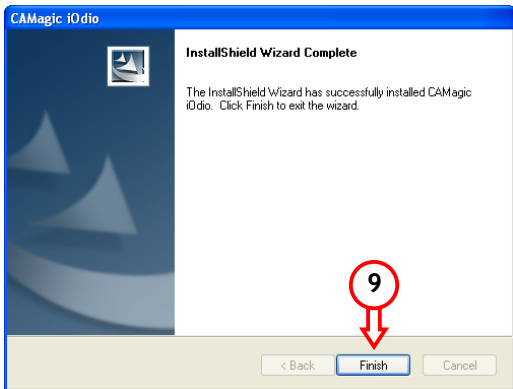 CAMagic iOdio
InstallShield Wizard Complete
The InstallShield Wizard has successfully installed CAMagic
iOdio. Click Finish to exit the wizard.
9
< Back Finish Cancel